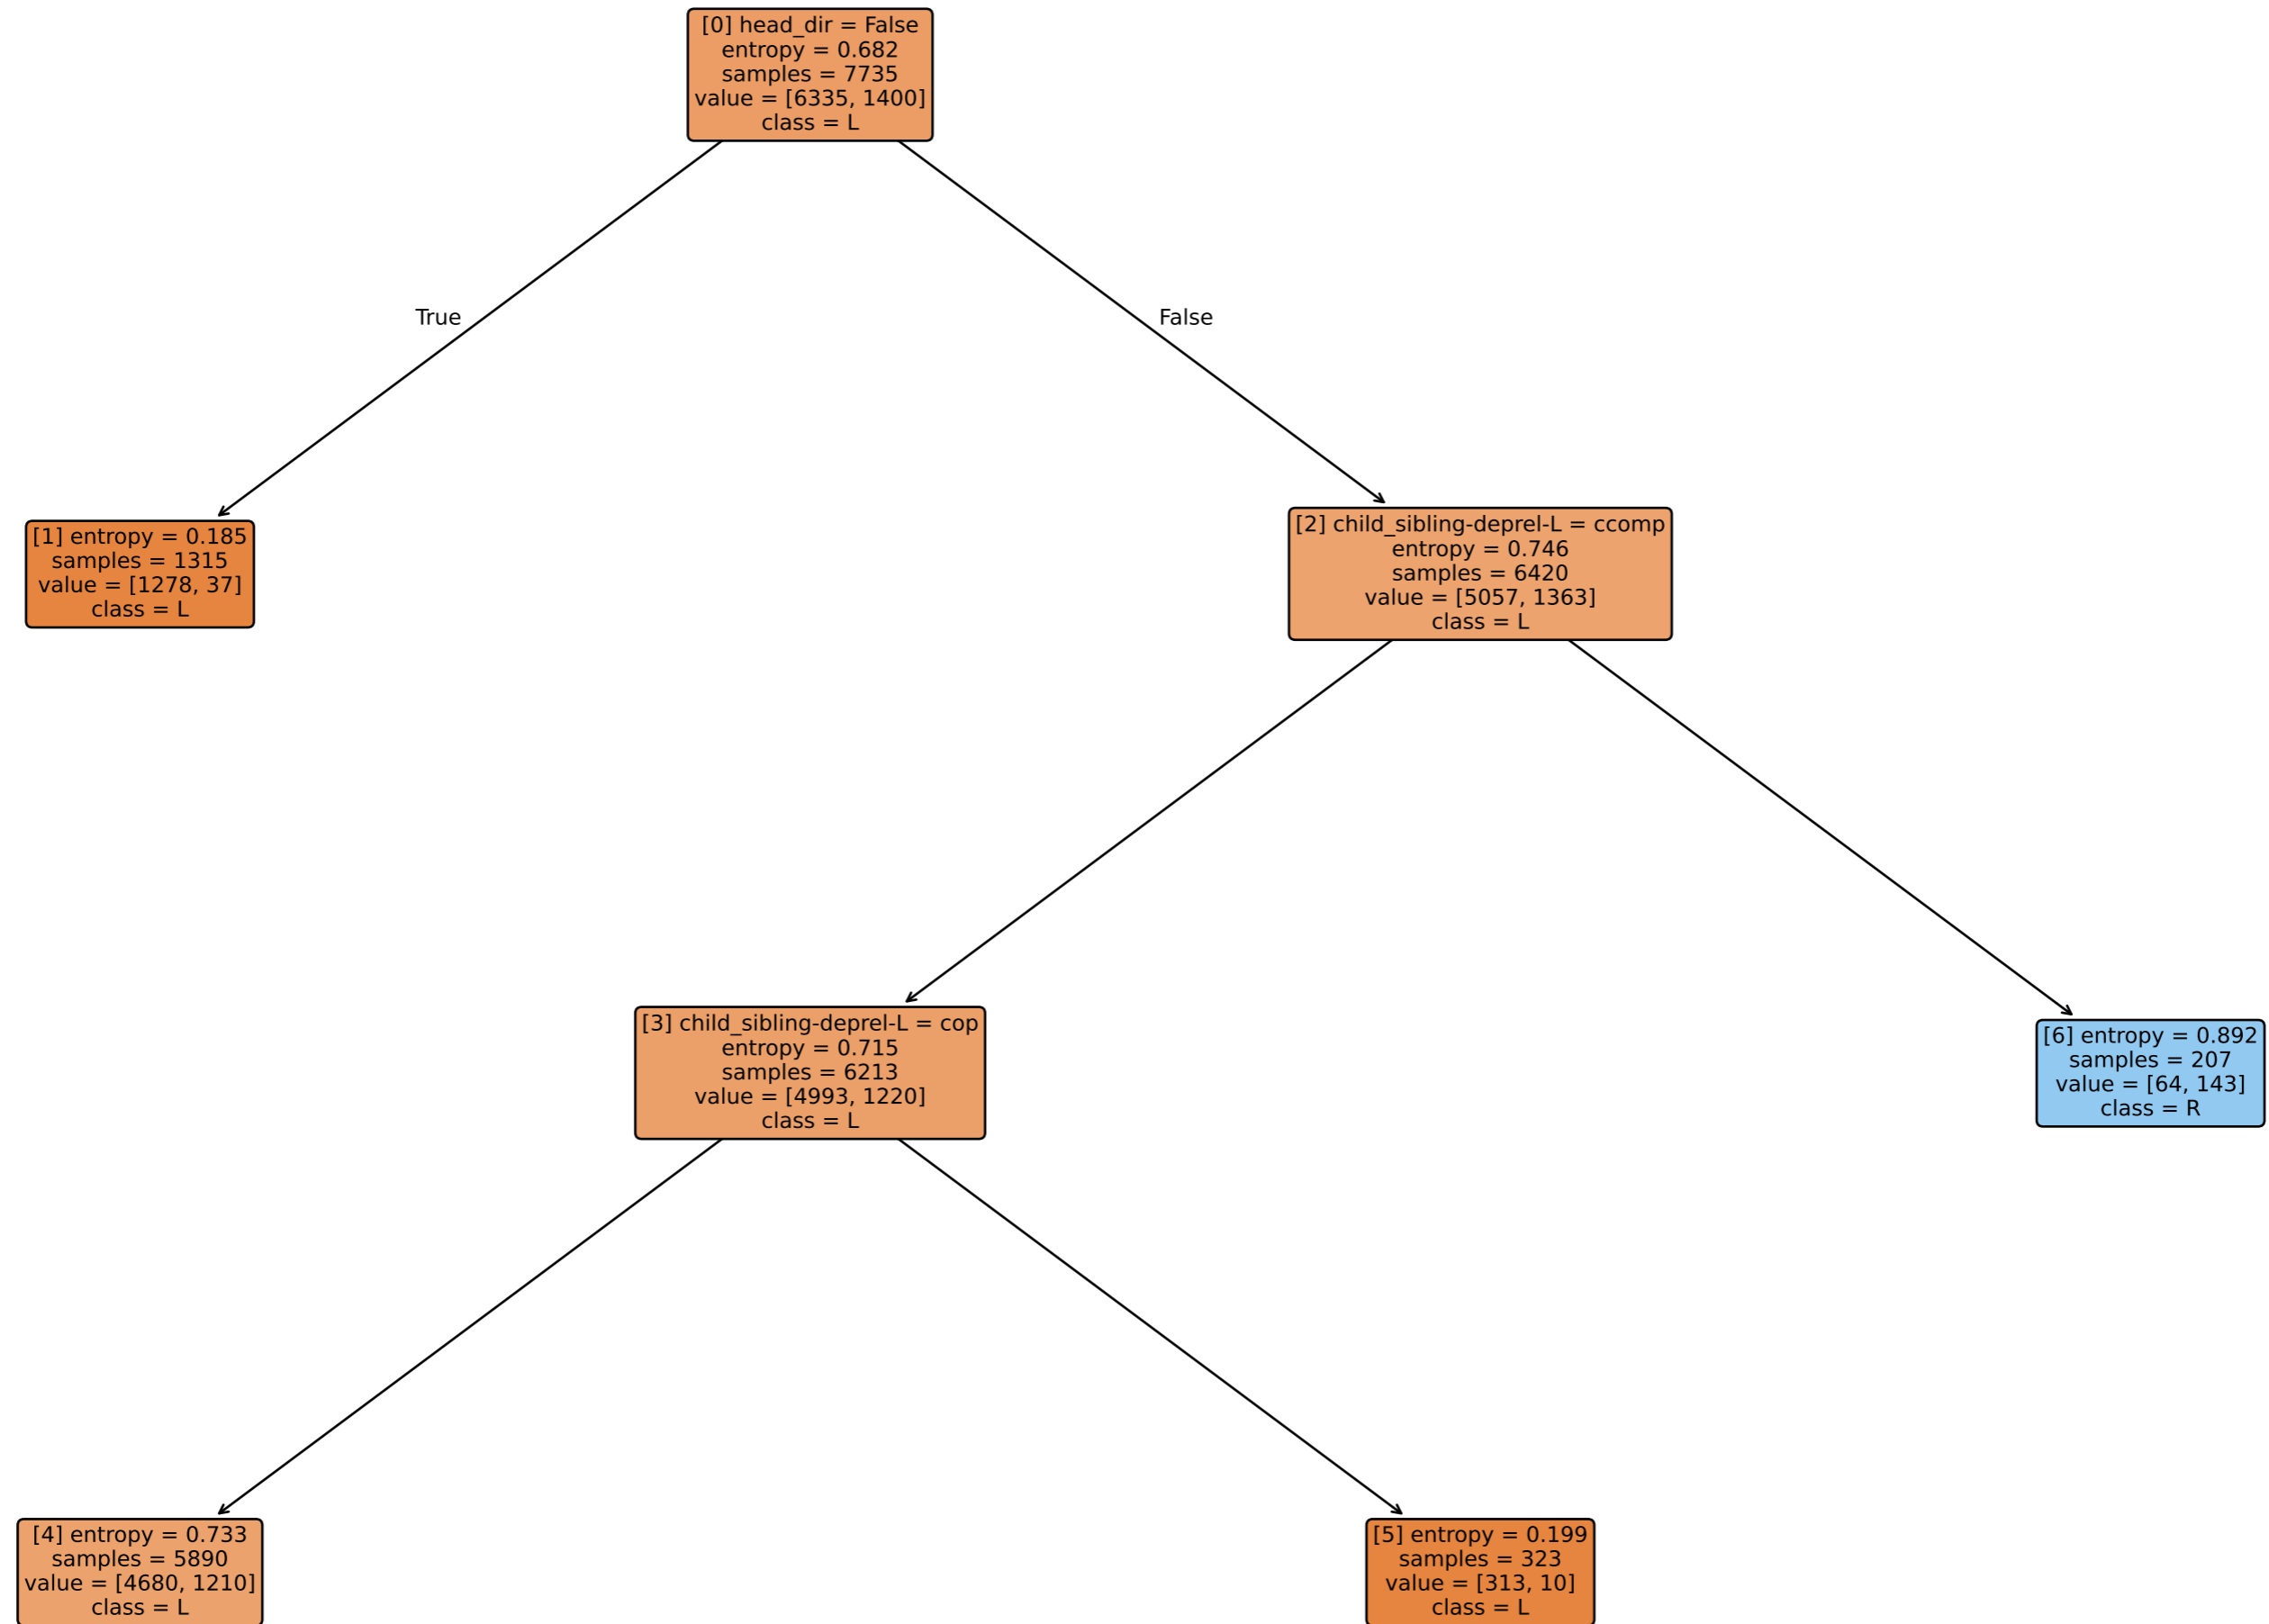 [0] head_dir = False
entropy = 0.682
samples = 7735
value = [6335, 1400]
class = L
True
False
[1] entropy = 0.185
samples = 1315
value = [1278, 37]
class = L
[2] child_sibling-deprel-L = ccomp
entropy = 0.746
samples = 6420
value = [5057, 1363]
class = L
[3] child_sibling-deprel-L = cop
entropy = 0.715
samples = 6213
value = [4993, 1220]
class = L
[6] entropy = 0.892
samples = 207
value = [64, 143]
class = R
[4] entropy = 0.733
samples = 5890
value = [4680, 1210]
class = L
[5] entropy = 0.199
samples = 323
value = [313, 10]
class = L